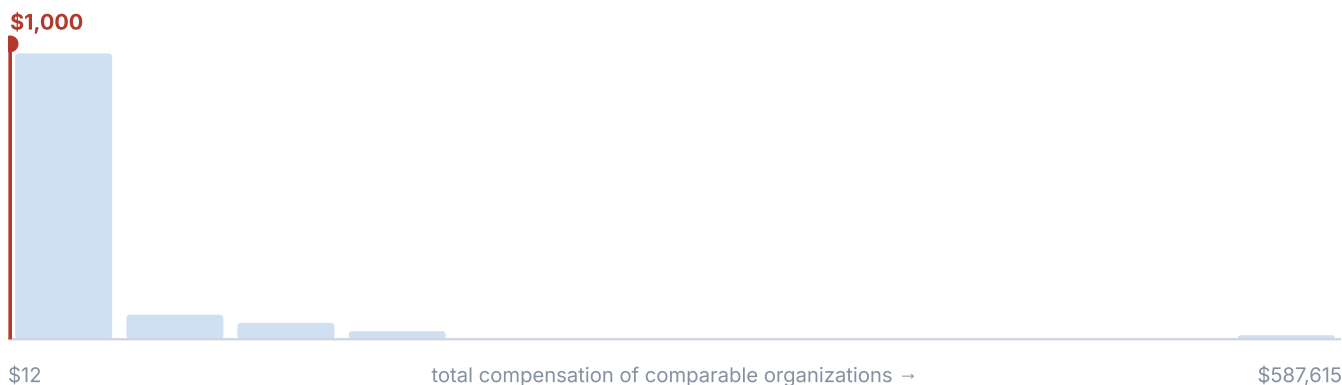 $1,000
$12 total compensation of comparable organizations → $587,615